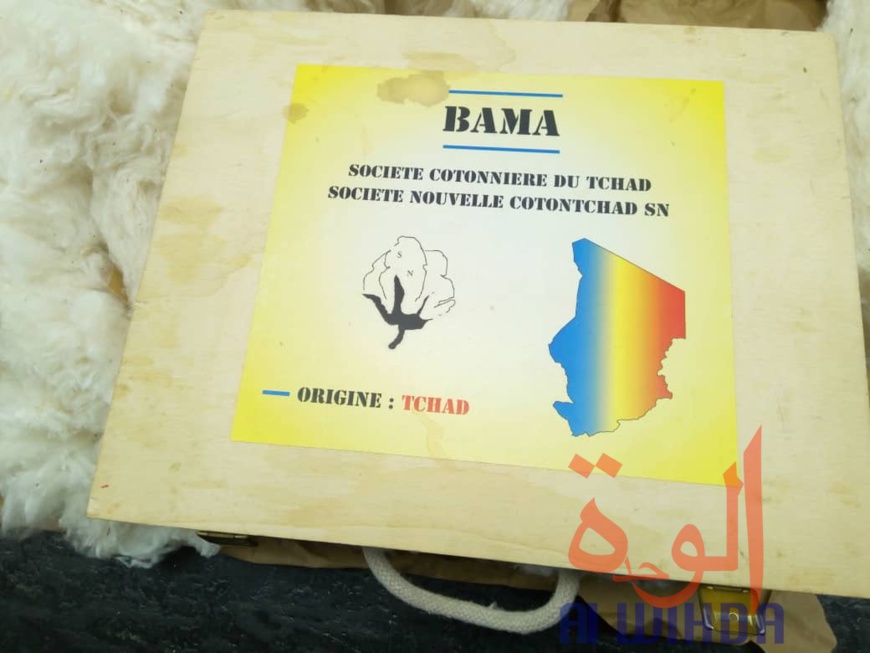 BAMA
SOCIETE COTONNIERE DU TCHAD
SOCIETE NOUVELLE COTONTCHAD SN
S
N
ORIGINE : TCHAD
الوحدة
Al WIHDA